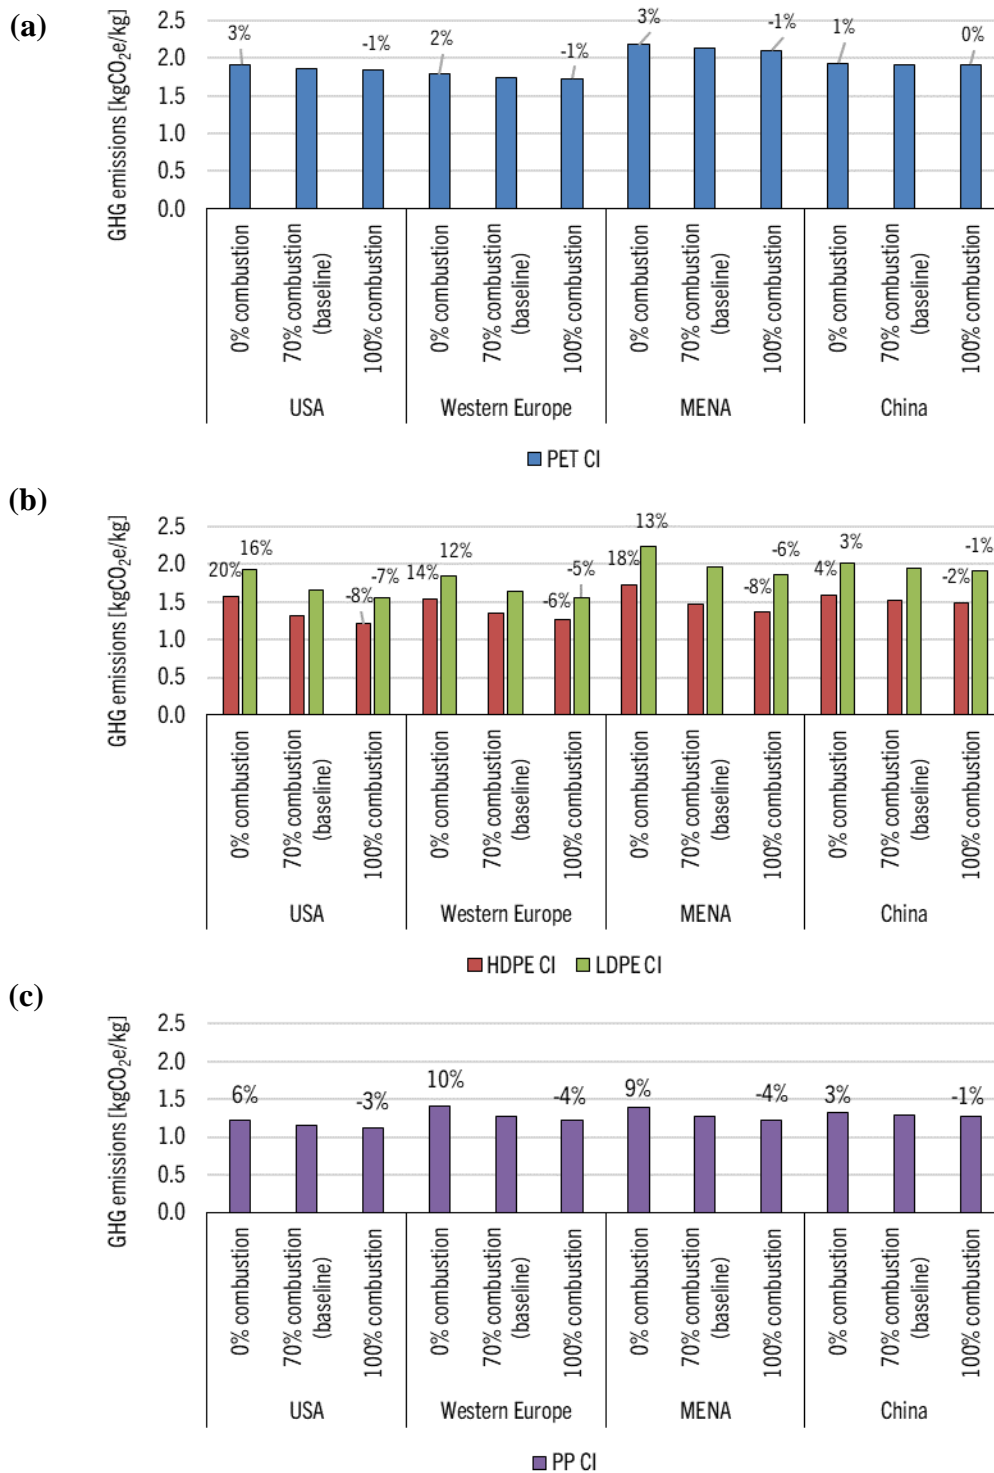 (a)
GHG emissions [kgCO₂e/kg]
2.5
2.0
1.5
1.0
0.5
0.0
3%
-1%
2%
-1%
3%
-1%
1%
0%
0% combustion
70% combustion
(baseline)
100% combustion
0% combustion
70% combustion
(baseline)
100% combustion
0% combustion
70% combustion
(baseline)
100% combustion
0% combustion
70% combustion
(baseline)
100% combustion
USA
Western Europe
MENA
China
PET CI
(b)
GHG emissions [kgCO₂e/kg]
2.5
2.0
1.5
1.0
0.5
0.0
20%
16%
-8%
-7%
14%
12%
-6%
-5%
18%
13%
-8%
-6%
4%
3%
-2%
-1%
0% combustion
70% combustion
(baseline)
100% combustion
0% combustion
70% combustion
(baseline)
100% combustion
0% combustion
70% combustion
(baseline)
100% combustion
0% combustion
70% combustion
(baseline)
100% combustion
USA
Western Europe
MENA
China
HDPE CI LDPE CI
(c)
GHG emissions [kgCO₂e/kg]
2.5
2.0
1.5
1.0
0.5
0.0
6%
-3%
10%
-4%
9%
-4%
3%
-1%
0% combustion
70% combustion
(baseline)
100% combustion
0% combustion
70% combustion
(baseline)
100% combustion
0% combustion
70% combustion
(baseline)
100% combustion
0% combustion
70% combustion
(baseline)
100% combustion
USA
Western Europe
MENA
China
PP CI